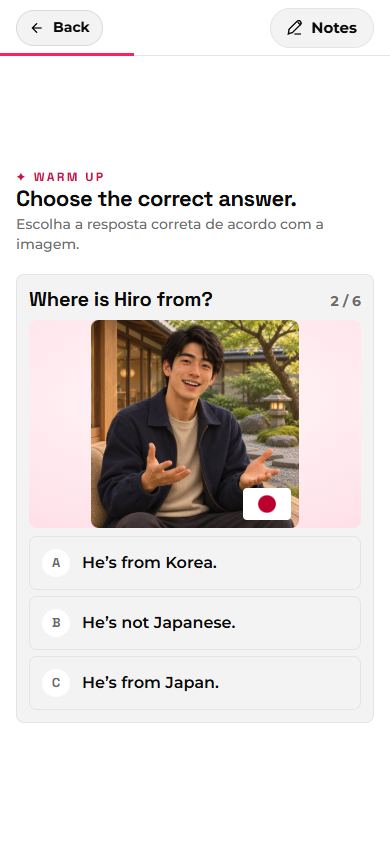 Back
Notes
WARM UP
Choose the correct answer.
Escolha a resposta correta de acordo com a
imagem.
Where is Hiro from?
2 / 6
A
He’s from Korea.
B
He’s not Japanese.
C
He’s from Japan.